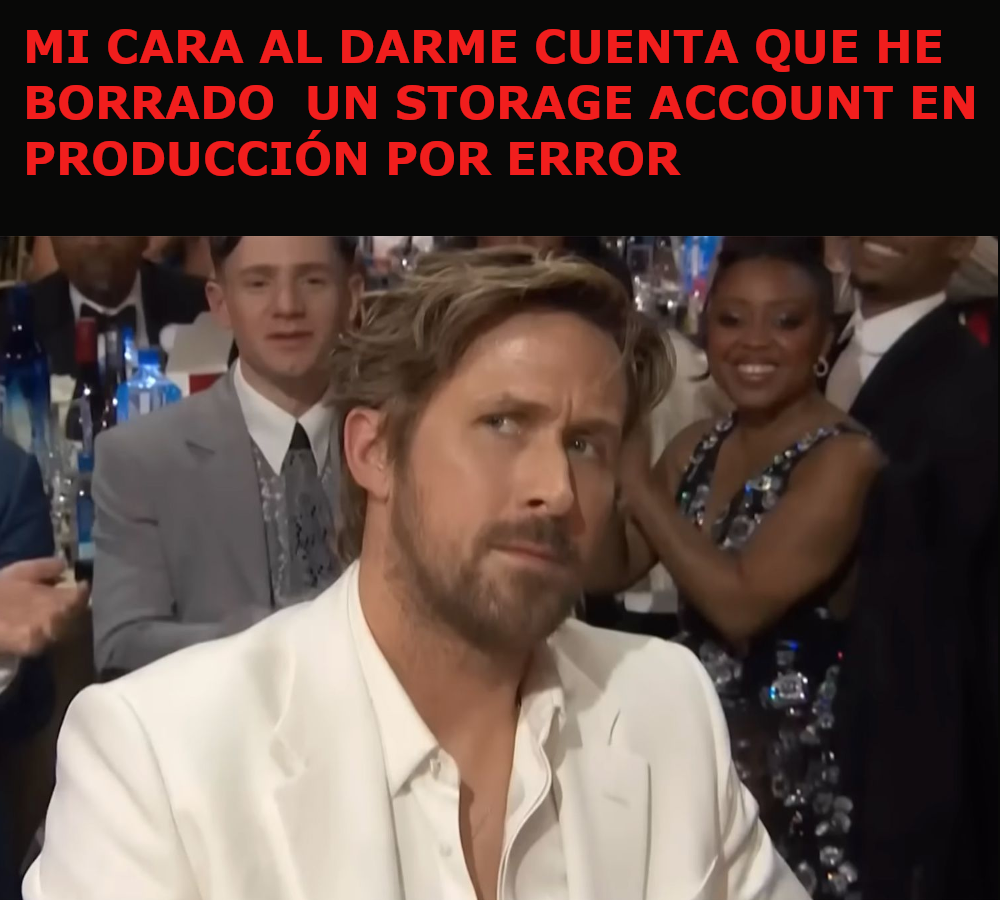 MI CARA AL DARME CUENTA QUE HE
BORRADO  UN STORAGE ACCOUNT EN
PRODUCCIÓN POR ERROR